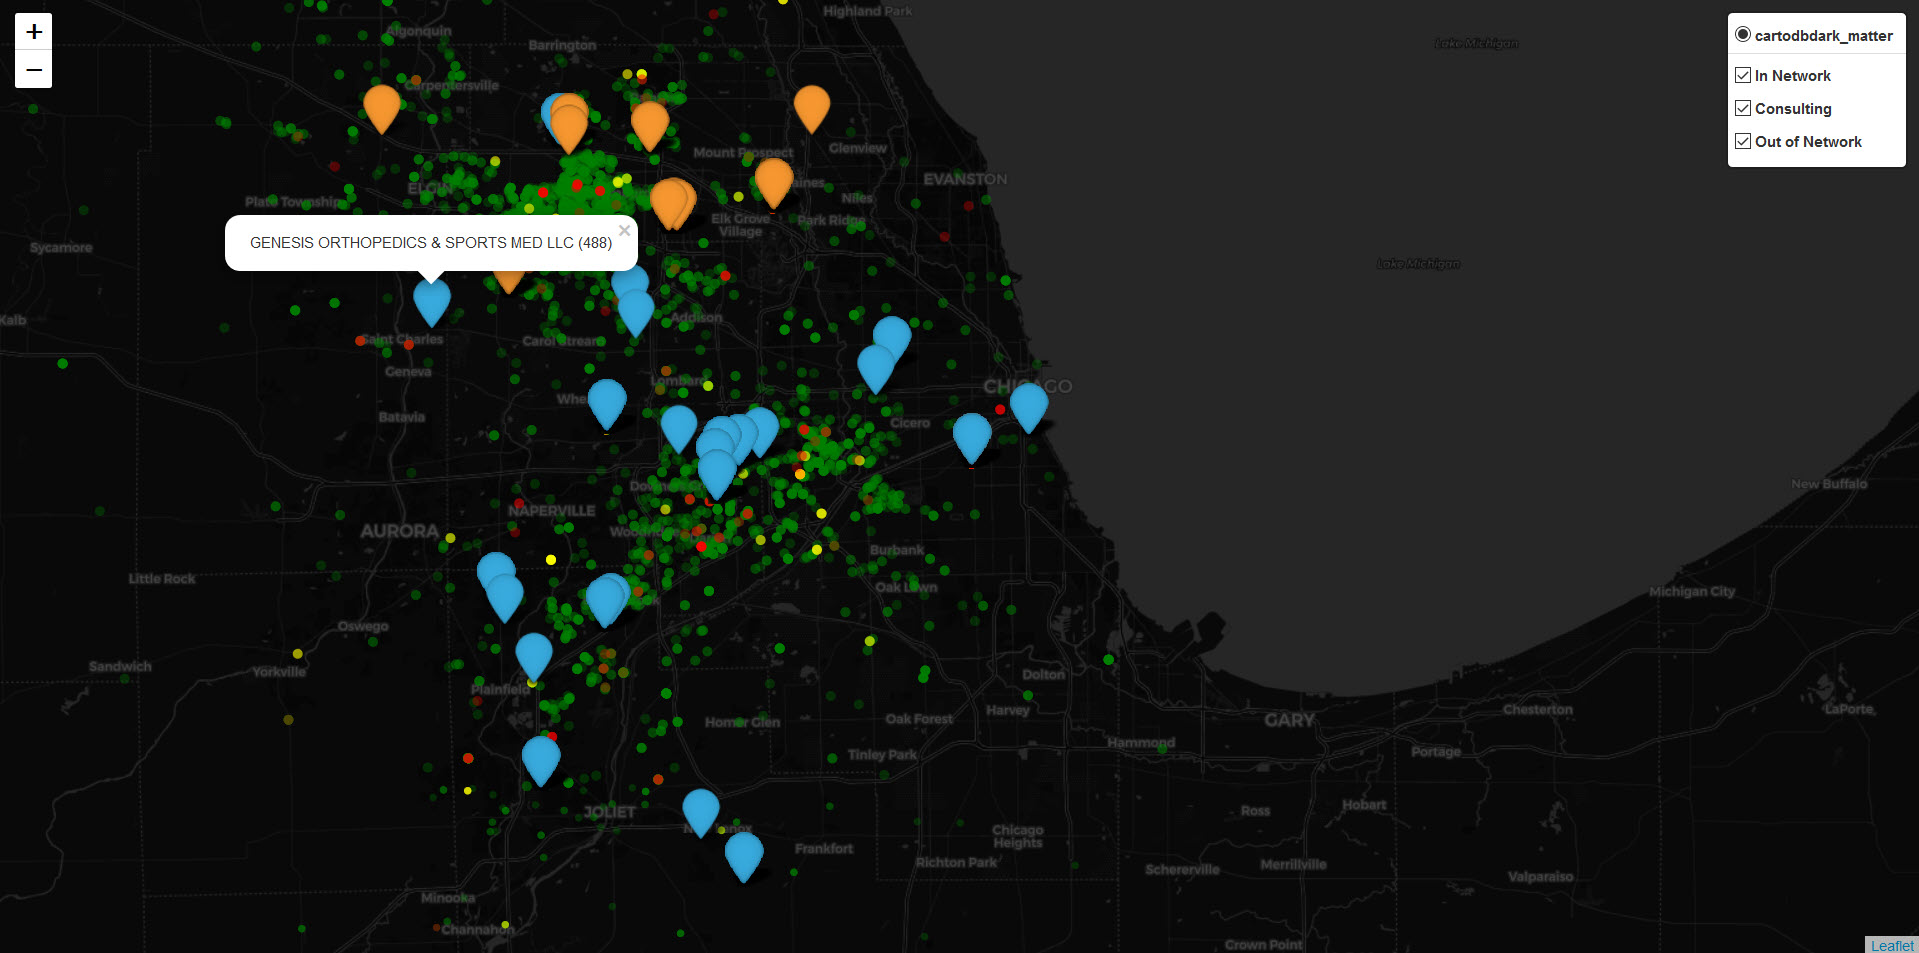 +
−
cartodbdark_matter
In Network
Consulting
Out of Network
Highland Park
Algonquin
Barrington
Lake Michigan
Carpentersville
Mount Prospect
Glenview
EVANSTON
ELGIN
Plato Township
Niles
Elk Grove
Village
Park Ridge
Sycamore
GENESIS ORTHOPEDICS & SPORTS MED LLC (488)
×
Lake Michigan
Addison
Saint Charles
Carol Stream
Geneva
Lombard
CHICAGO
Batavia
Cicero
New Buffalo
NAPERVILLE
AURORA
Burbank
Little Rock
Oak Lawn
Michigan City
Oswego
Sandwich
Yorkville
Dolton
Plainfield
Harvey
Homer Glen
Oak Forest
GARY
Chesterton
LaPorte
Hammond
Tinley Park
Portage
JOLIET
Hobart
Ross
New Lenox
Chicago
Heights
Frankfort
Richton Park
Schererville
Merrillville
Valparaiso
Minooka
Channahon
Crown Point
Leaflet